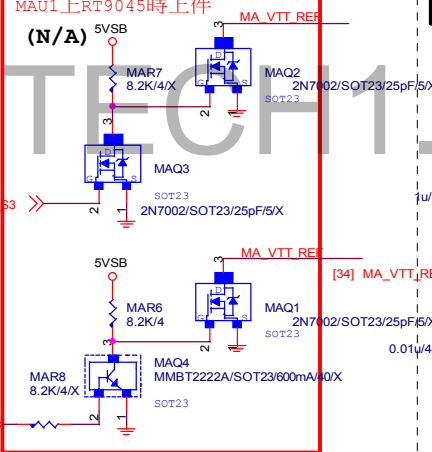 MAU1上RT9045時上件
(N/A)
5VSB
3
MA_VTT_REF
MAR7
8.2K/4/X
D
MAQ2
2N7002/SOT23/25pF/5/X
G
S
SOT23
TECH1.
3
2
1
D
MAQ3
G
S
SOT23
S3
2
1
2N7002/SOT23/25pF/5/X
1u/
5VSB
3
MA_VTT_REF
[34] MA_VTT_RE
MAR6
8.2K/4
D
MAQ1
2N7002/SOT23/25pF/5/X
G
S
SOT23
0.01u/4
3
2
1
MAQ4
MMBT2222A/SOT23/600mA/40/X
MAR8
8.2K/4/X
SOT23
2
1